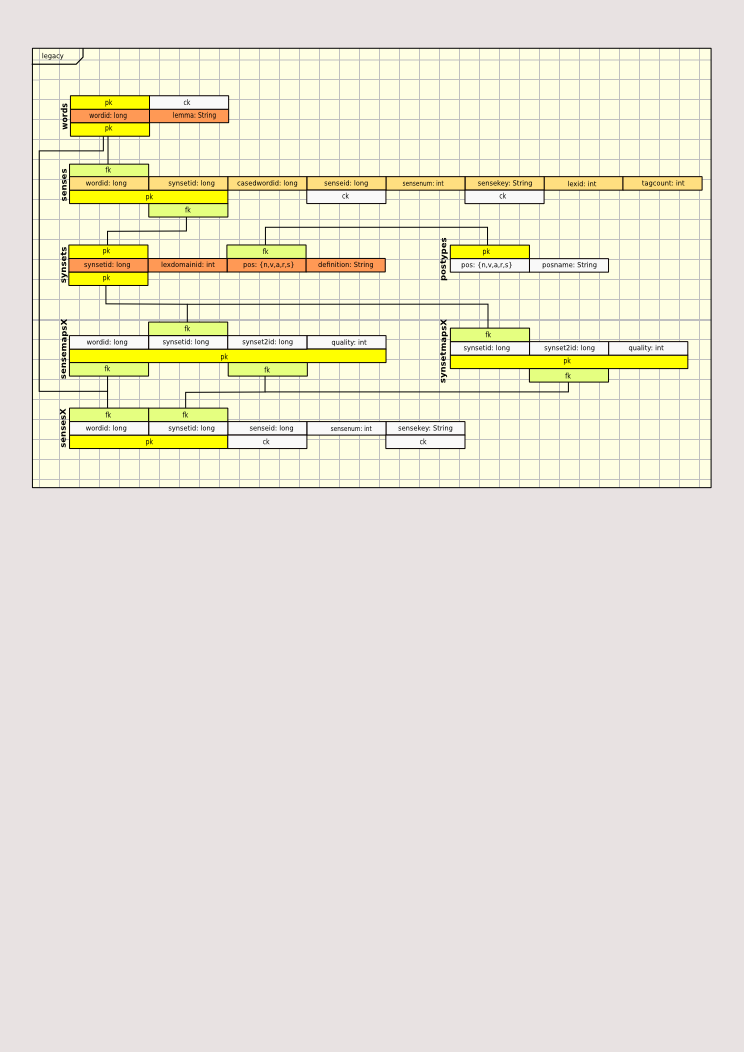 legacy
words
pk ck
wordid: long lemma: String
pk
senses
fk
wordid: long synsetid: long casedwordid: long senseid: long sensenum: int sensekey: String lexid: int tagcount: int
pk ck ck
fk
synsets
pk fk
synsetid: long lexdomainid: int pos: {n,v,a,r,s} definition: String
pk
postypes
pk
pos: {n,v,a,r,s} posname: String
sensemapsX
fk
wordid: long synsetid: long synset2id: long quality: int
pk
fk fk
synsetmapsX
fk
synsetid: long synset2id: long quality: int
pk
fk
sensesX
fk fk
wordid: long synsetid: long senseid: long sensenum: int sensekey: String
pk ck ck